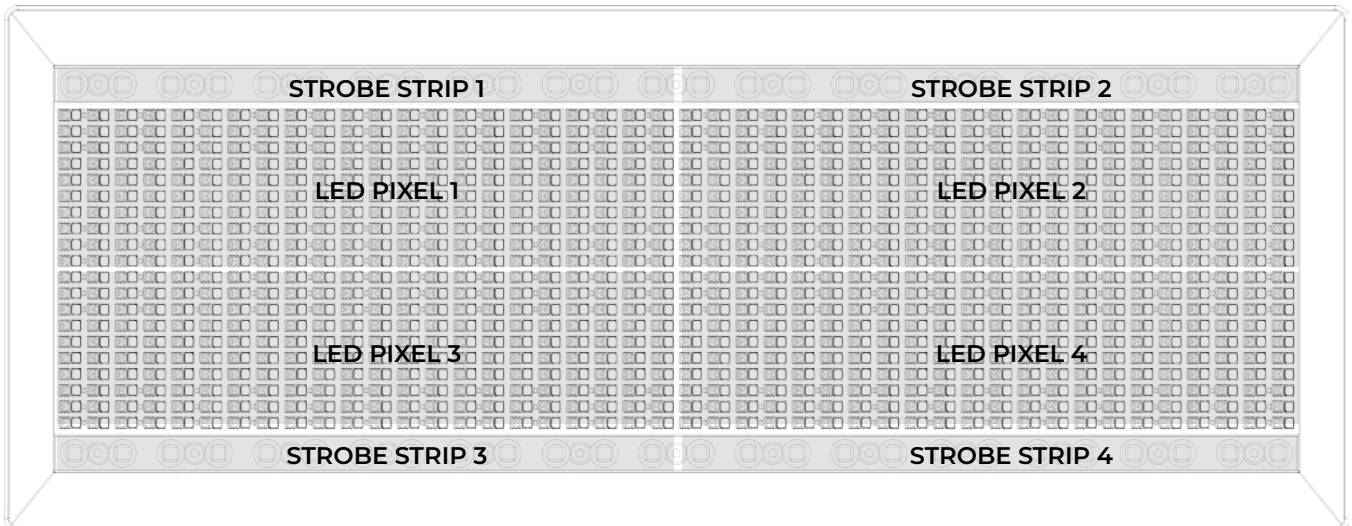 STROBE STRIP 1
STROBE STRIP 2
LED PIXEL 1
LED PIXEL 2
LED PIXEL 3
LED PIXEL 4
STROBE STRIP 3
STROBE STRIP 4